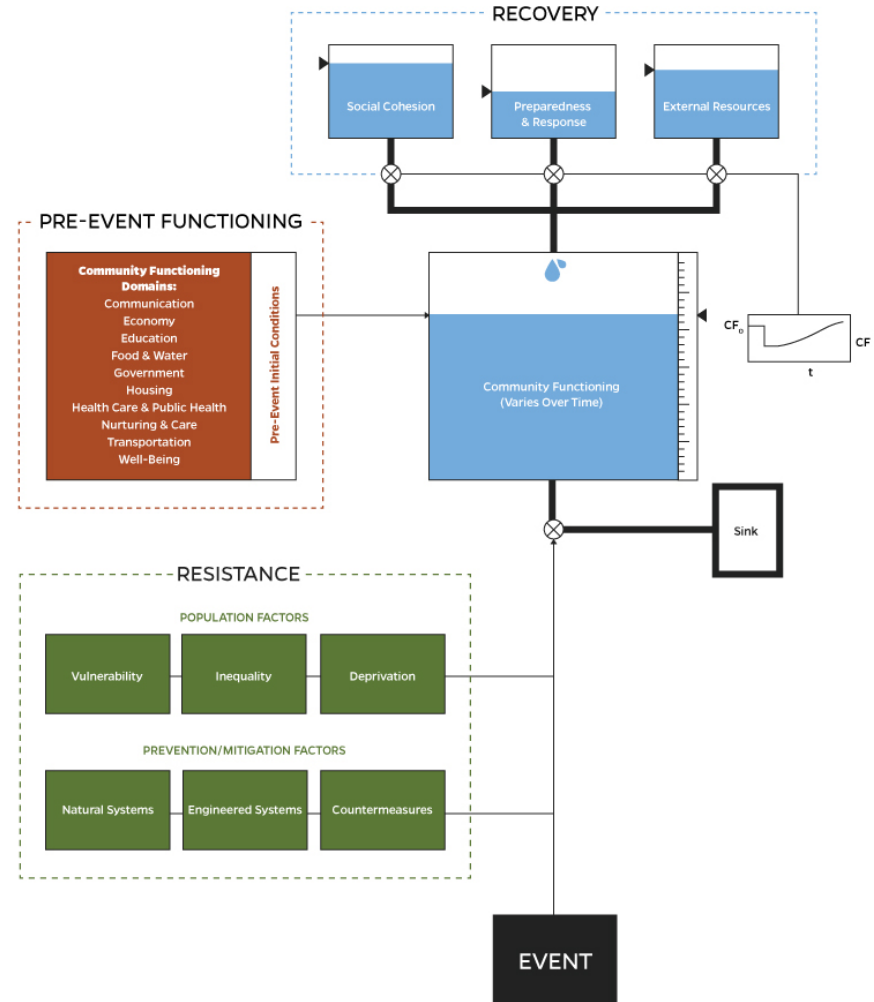 RECOVERY
Social Cohesion
Preparedness
& Response
External Resources
PRE-EVENT FUNCTIONING
Community Functioning
Domains:
Communication
Economy
Education
Food & Water
Government
Housing
Health Care & Public Health
Nurturing & Care
Transportation
Well-Being
Pre-Event Initial Conditions
Community Functioning
(Varies Over Time)
CF₀
CF
t
Sink
RESISTANCE
POPULATION FACTORS
Vulnerability
Inequality
Deprivation
PREVENTION/MITIGATION FACTORS
Natural Systems
Engineered Systems
Countermeasures
EVENT